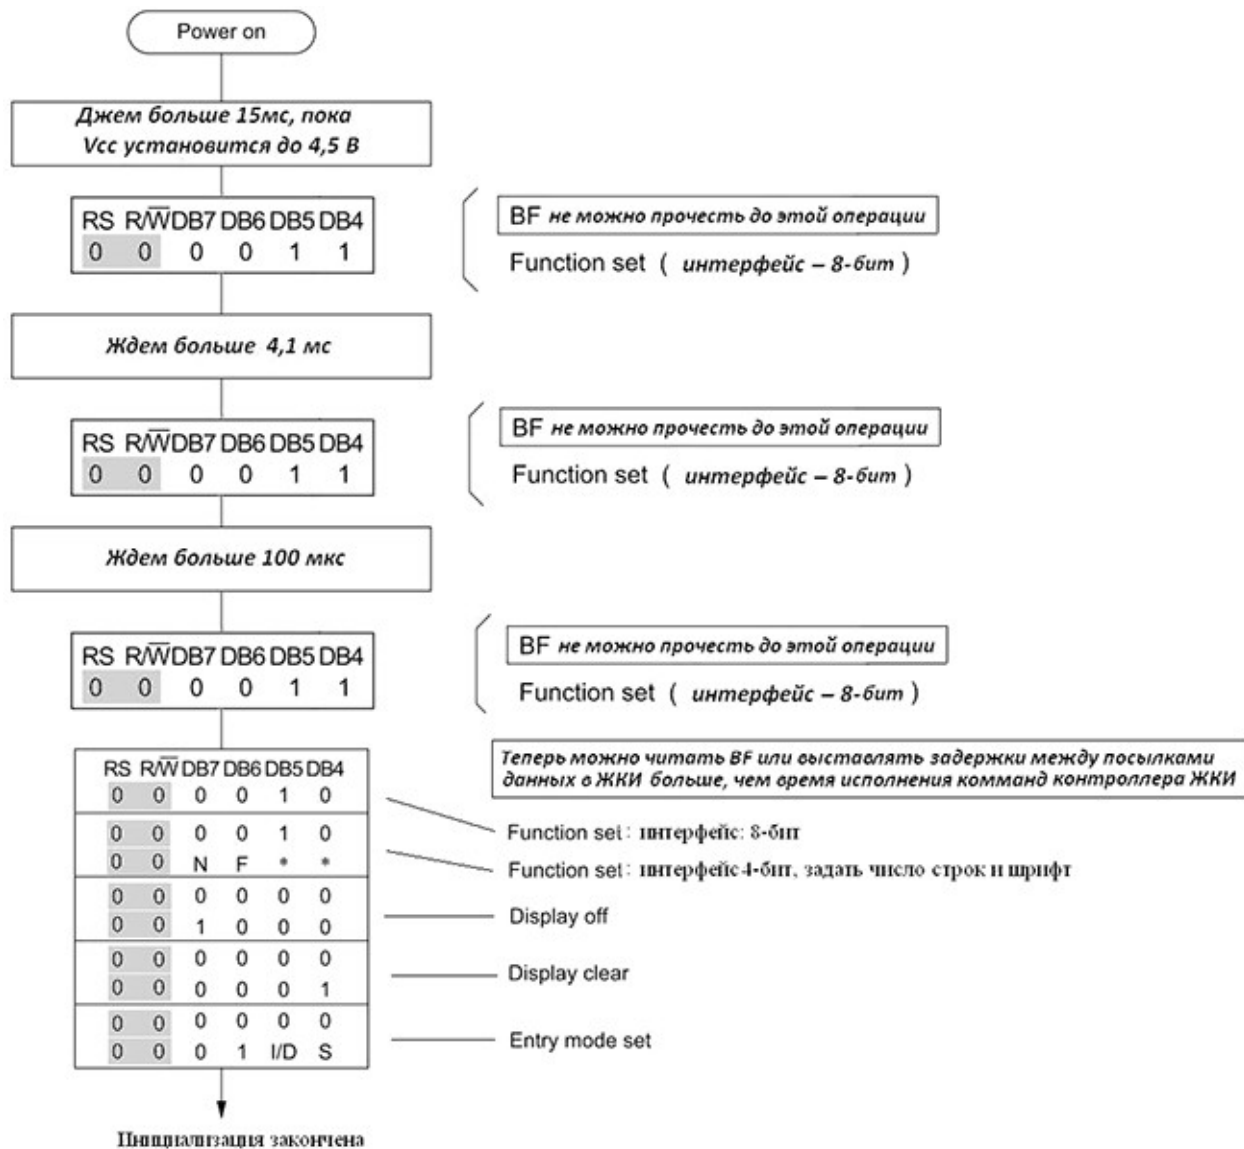 Power on
Джем больше 15мс, пока
Vcc установится до 4,5 В
RS R/W DB7 DB6 DB5 DB4
0 0 0 0 1 1
BF не можно прочесть до этой операции
Function set ( интерфейс – 8-бит )
Ждем больше 4,1 мс
RS R/W DB7 DB6 DB5 DB4
0 0 0 0 1 1
BF не можно прочесть до этой операции
Function set ( интерфейс – 8-бит )
Ждем больше 100 мкс
RS R/W DB7 DB6 DB5 DB4
0 0 0 0 1 1
BF не можно прочесть до этой операции
Function set ( интерфейс – 8-бит )
Теперь можно читать BF или выставлять задержки между посылками
данных в ЖКИ больше, чем время исполнения комманд контроллера ЖКИ
RS R/W DB7 DB6 DB5 DB4
0 0 0 0 1 0
Function set: интерфейс: 8-бит
0 0 0 0 1 0
0 0 N F * *
Function set: интерфейс 4-бит, задать число строк и шрифт
0 0 0 0 0 0
0 0 1 0 0 0
Display off
0 0 0 0 0 0
0 0 0 0 0 1
Display clear
0 0 0 0 0 0
0 0 0 1 I/D S
Entry mode set
Инициализация закончена